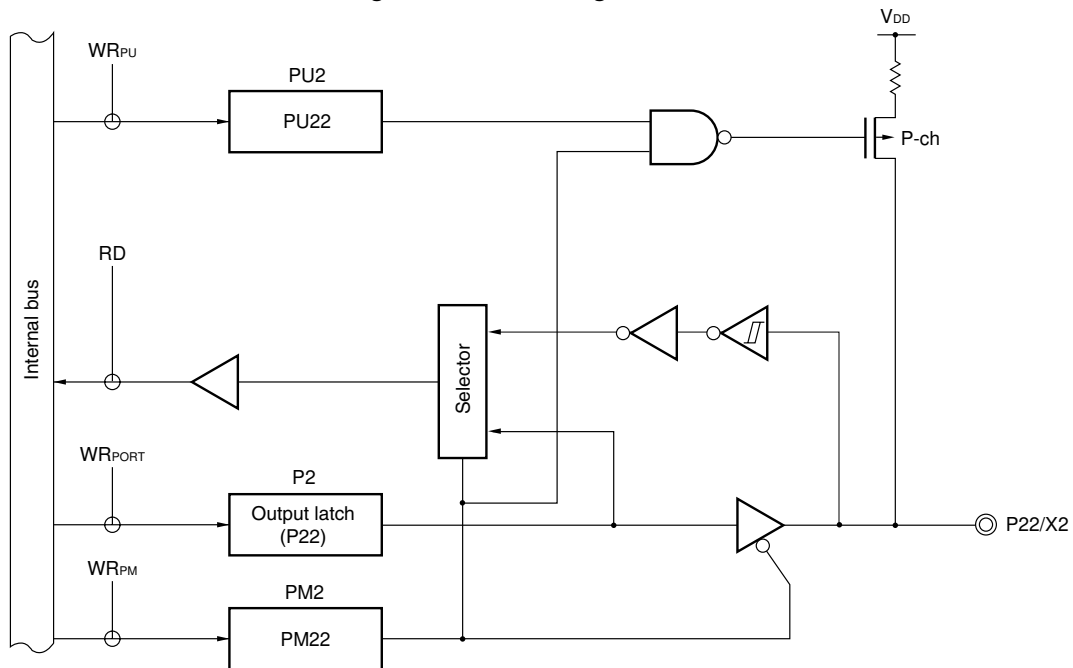 VDD
WRPU
PU2
PU22
P-ch
RD
Internal bus
Selector
WRPORT
P2
Output latch
(P22)
P22/X2
WRPM
PM2
PM22